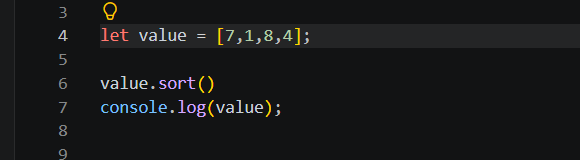 3
4 let value = [7,1,8,4];
5
6 value.sort()
7 console.log(value);
8
9